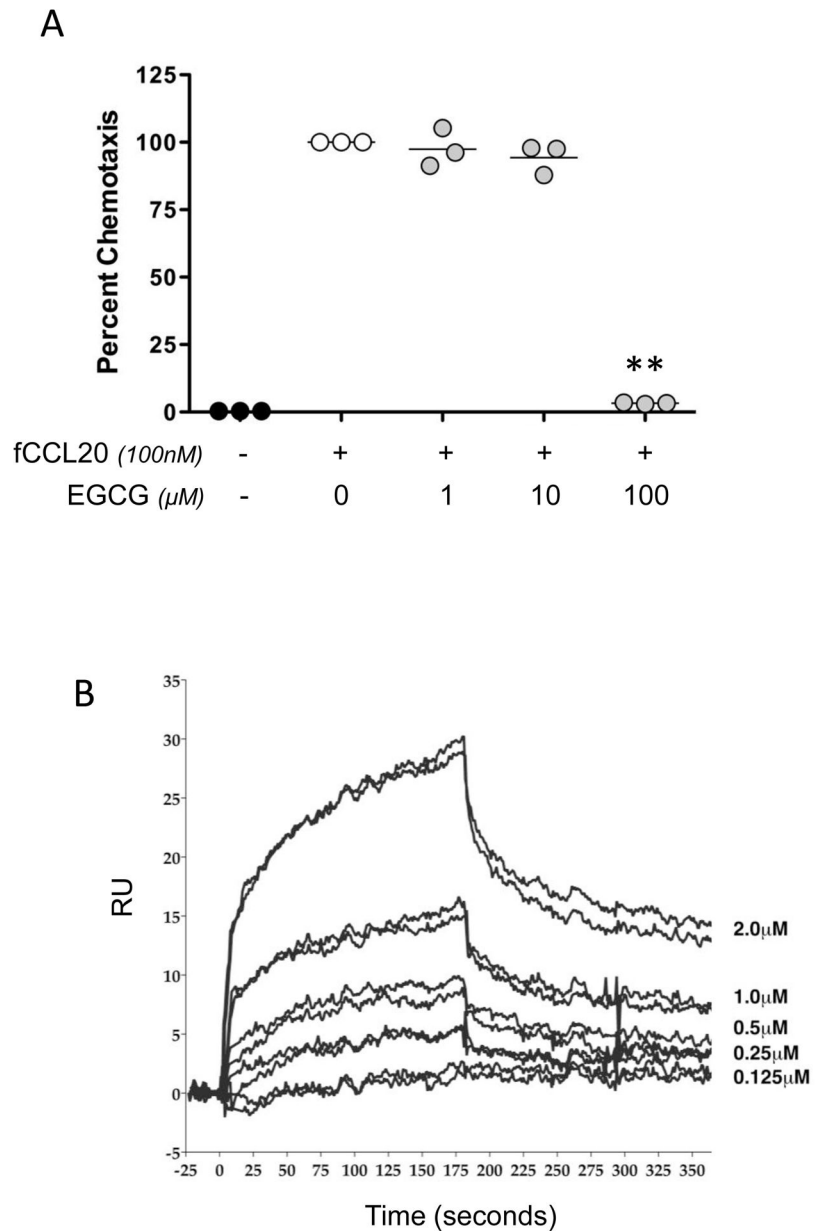 A
125
100
75
50
25
0
Percent Chemotaxis
**
fCCL20 (100nM) - + + + +
EGCG (µM) - 0 1 10 100
B
35
30
25
20
15
10
5
0
-5
RU
2.0µM
1.0µM
0.5µM
0.25µM
0.125µM
-25 0 25 50 75 100 125 150 175 200 225 250 275 300 325 350
Time (seconds)